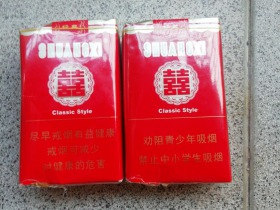 SHUANGXI
囍
Classic Style
尽早戒烟有益健康
戒烟可减少
对健康的危害
SHUANGXI
囍
Classic Style
劝阻青少年吸烟
禁止中小学生吸烟